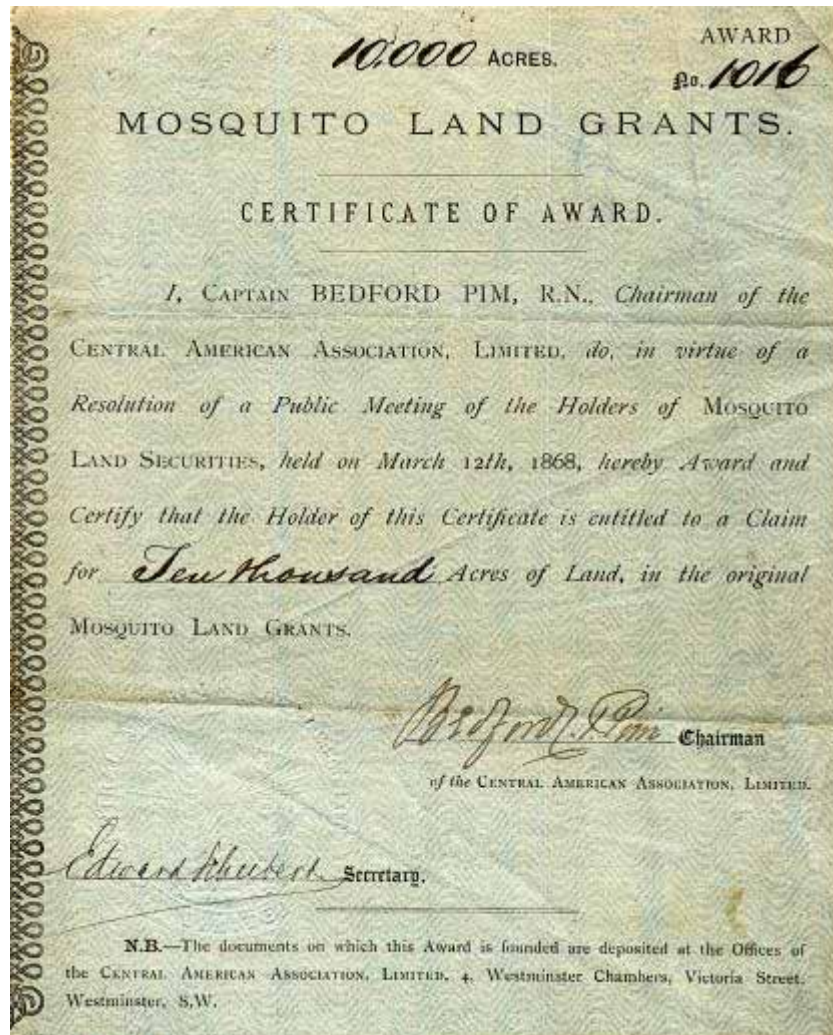 10,000 ACRES.
AWARD
No. 1016
MOSQUITO LAND GRANTS.
CERTIFICATE OF AWARD.
I, CAPTAIN BEDFORD PIM, R.N., Chairman of the
CENTRAL AMERICAN ASSOCIATION, LIMITED, do, in virtue of a
Resolution of a Public Meeting of the Holders of MOSQUITO
LAND SECURITIES, held on March 12th, 1868, hereby Award and
Certify that the Holder of this Certificate is entitled to a Claim
for Ten thousand Acres of Land, in the original
MOSQUITO LAND GRANTS.
Bedford Pim Chairman
of the CENTRAL AMERICAN ASSOCIATION, LIMITED.
Edward Secretary.
N.B.—The documents on which this Award is founded are deposited at the Offices of
the CENTRAL AMERICAN ASSOCIATION, LIMITED, 4, Westminster Chambers, Victoria Street,
Westminster, S.W.